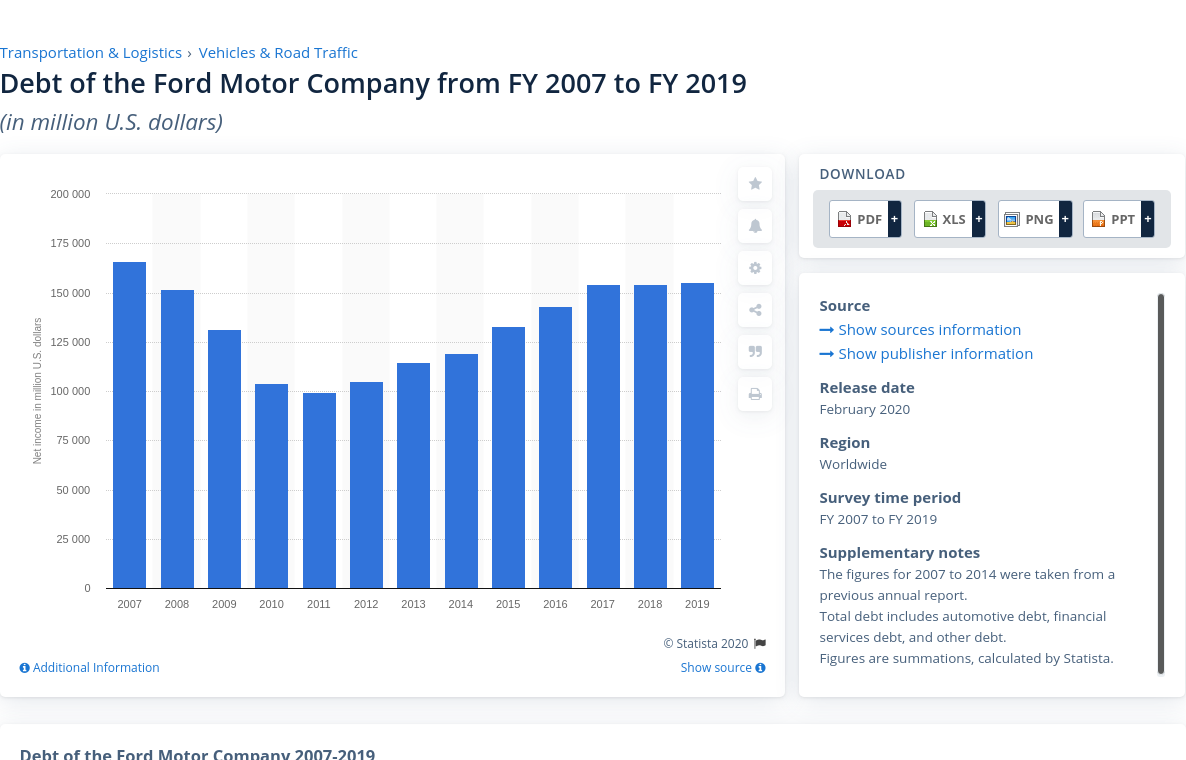 Transportation & Logistics › Vehicles & Road Traffic
Debt of the Ford Motor Company from FY 2007 to FY 2019
(in million U.S. dollars)
200 000
175 000
150 000
125 000
100 000
75 000
50 000
25 000
0
Net income in million U.S. dollars
2007 2008 2009 2010 2011 2012 2013 2014 2015 2016 2017 2018 2019
© Statista 2020
Additional Information
Show source
DOWNLOAD
PDF + XLS + PNG + PPT +
Source
Show sources information
Show publisher information
Release date
February 2020
Region
Worldwide
Survey time period
FY 2007 to FY 2019
Supplementary notes
The figures for 2007 to 2014 were taken from a
previous annual report.
Total debt includes automotive debt, financial
services debt, and other debt.
Figures are summations, calculated by Statista.
Debt of the Ford Motor Company 2007-2019